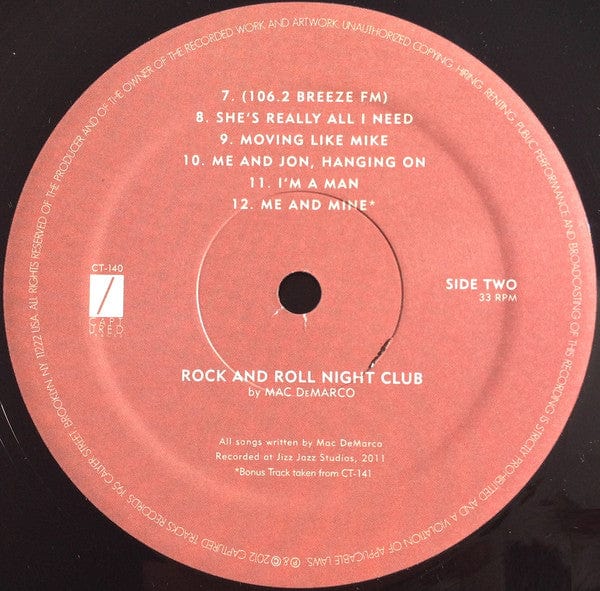 7. (106.2 BREEZE FM)
8. SHE'S REALLY ALL I NEED
9. MOVING LIKE MIKE
10. ME AND JON, HANGING ON
11. I'M A MAN
12. ME AND MINE*
CT-140
CAPT
URED
SIDE TWO
33 RPM
ROCK AND ROLL NIGHT CLUB
by MAC DEMARCO
All songs written by Mac DeMarco
Recorded at Jizz Jazz Studios, 2011
*Bonus Track taken from CT-141
℗ & © 2012 CAPTURED TRACKS RECORDS. 195 CALYER STREET BROOKLYN NY 11222 USA. ALL RIGHTS RESERVED OF THE PRODUCER AND OF THE OWNER OF THE RECORDED WORK AND ARTWORK. UNAUTHORIZED COPYING, HIRING, RENTING, PUBLIC PERFORMANCE AND BROADCASTING OF THIS RECORDING IS STRICTLY PROHIBITED AND A VIOLATION OF APPLICABLE LAWS.